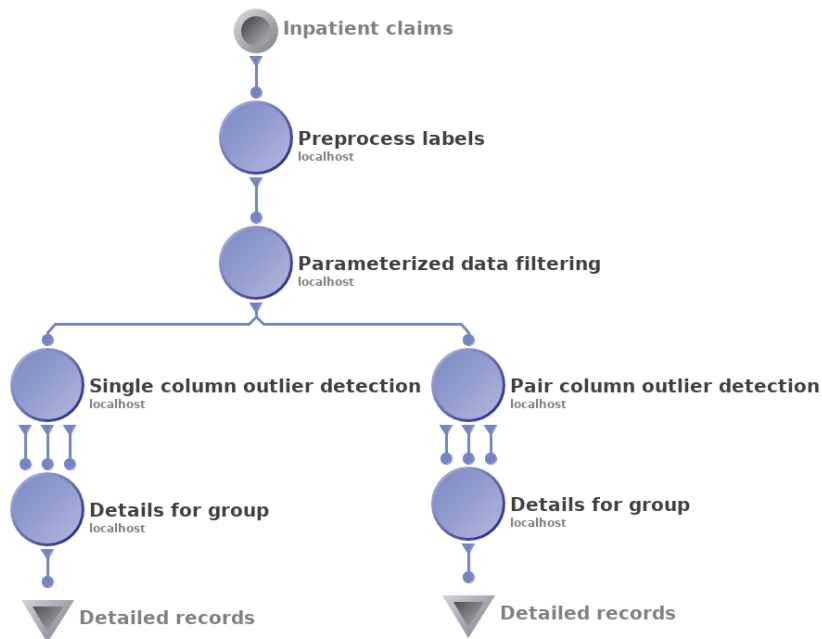 Inpatient claims
Preprocess labels
localhost
Parameterized data filtering
localhost
Single column outlier detection
localhost
Pair column outlier detection
localhost
Details for group
localhost
Details for group
localhost
Detailed records
Detailed records